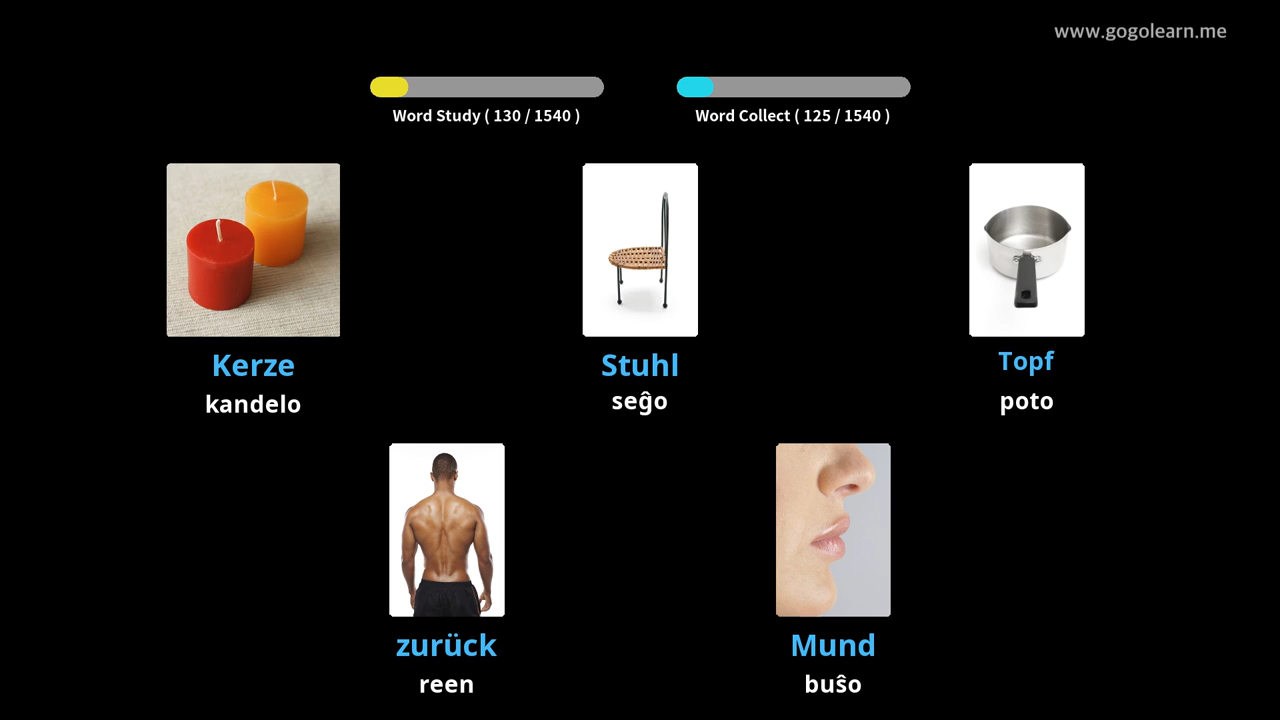 www.gogolearn.me
Word Study ( 130 / 1540 )
Word Collect ( 125 / 1540 )
Kerze
kandelo
Stuhl
seĝo
Topf
poto
zurück
reen
Mund
buŝo